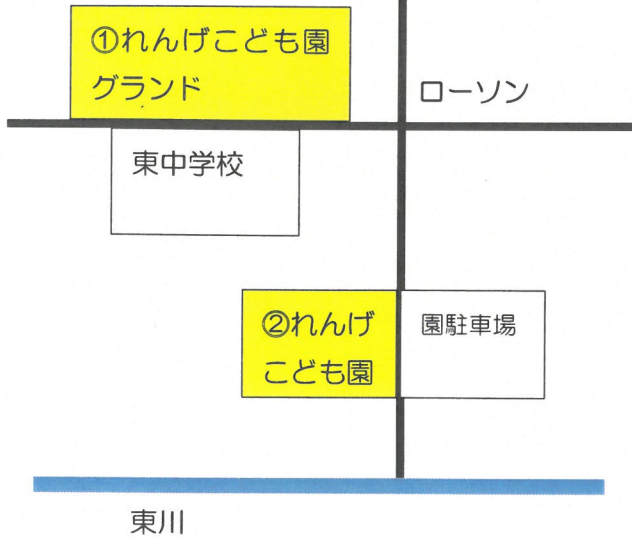 ①れんげこども園
グランド
ローソン
東中学校
②れんげ
こども園
園駐車場
東川